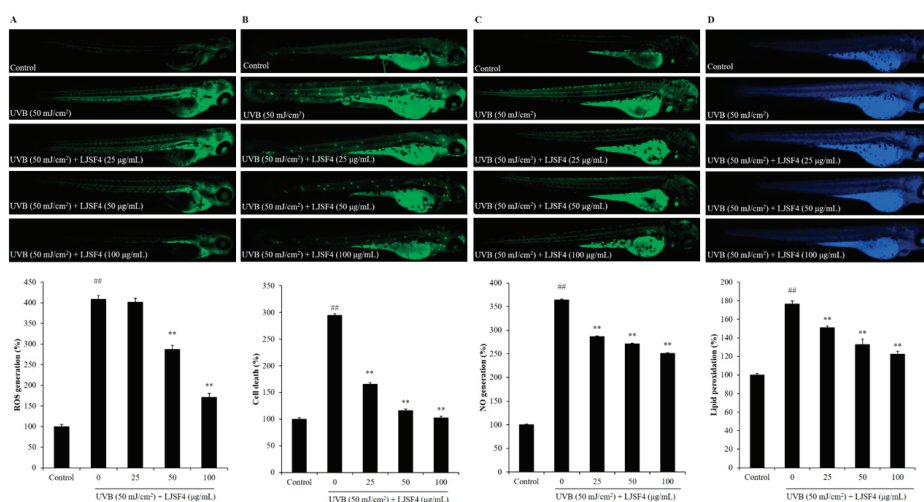 A
B
C
D
Control
UVB (50 mJ/cm²)
UVB (50 mJ/cm²) + LJSF4 (25 μg/mL)
UVB (50 mJ/cm²) + LJSF4 (50 μg/mL)
UVB (50 mJ/cm²) + LJSF4 (100 μg/mL)
Control
UVB (50 mJ/cm²)
UVB (50 mJ/cm²) + LJSF4 (25 μg/mL)
UVB (50 mJ/cm²) + LJSF4 (50 μg/mL)
UVB (50 mJ/cm²) + LJSF4 (100 μg/mL)
Control
UVB (50 mJ/cm²)
UVB (50 mJ/cm²) + LJSF4 (25 μg/mL)
UVB (50 mJ/cm²) + LJSF4 (50 μg/mL)
UVB (50 mJ/cm²) + LJSF4 (100 μg/mL)
Control
UVB (50 mJ/cm²)
UVB (50 mJ/cm²) + LJSF4 (25 μg/mL)
UVB (50 mJ/cm²) + LJSF4 (50 μg/mL)
UVB (50 mJ/cm²) + LJSF4 (100 μg/mL)
ROS generation (%)
450
400
350
300
250
200
150
100
50
0
##
**
**
Control 0 25 50 100
UVB (50 mJ/cm²) + LJSF4 (μg/mL)
Cell death (%)
350
300
250
200
150
100
50
0
##
**
**
**
Control 0 25 50 100
UVB (50 mJ/cm²) + LJSF4 (μg/mL)
NO generation (%)
400
350
300
250
200
150
100
50
0
##
**
**
**
Control 0 25 50 100
UVB (50 mJ/cm²) + LJSF4 (μg/mL)
Lipid peroxidation (%)
200
180
160
140
120
100
80
60
40
20
0
##
**
**
**
Control 0 25 50 100
UVB (50 mJ/cm²) + LJSF4 (μg/mL)